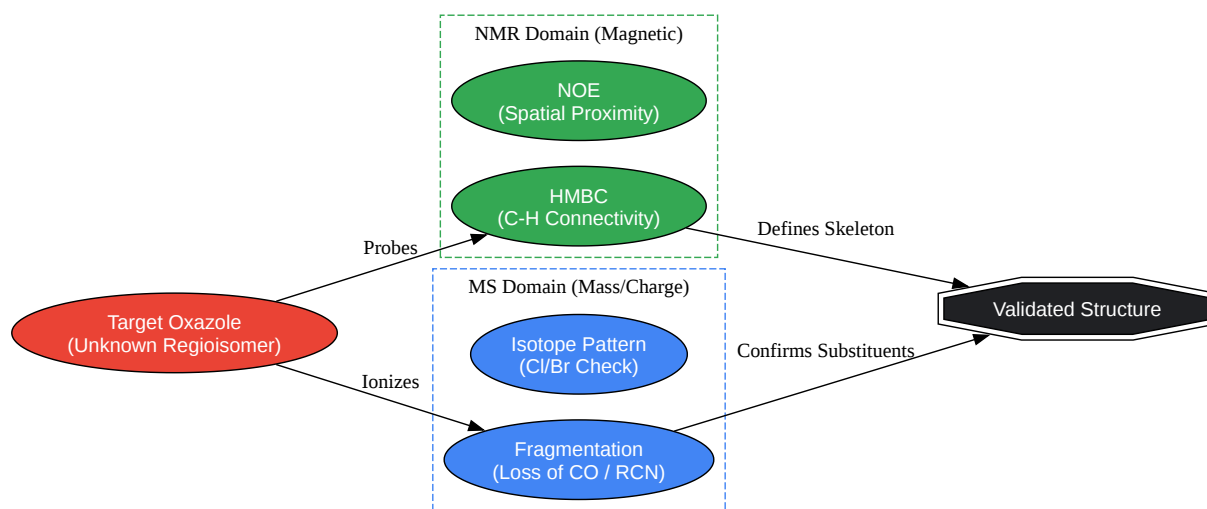 NMR Domain (Magnetic)
NOE
(Spatial Proximity)
HMBC
(C-H Connectivity)
Defines Skeleton
Probes
MS Domain (Mass/Charge)
Target Oxazole
(Unknown Regioisomer)
Validated Structure
Isotope Pattern
(Cl/Br Check)
Confirms Substituents
Ionizes
Fragmentation
(Loss of CO / RCN)